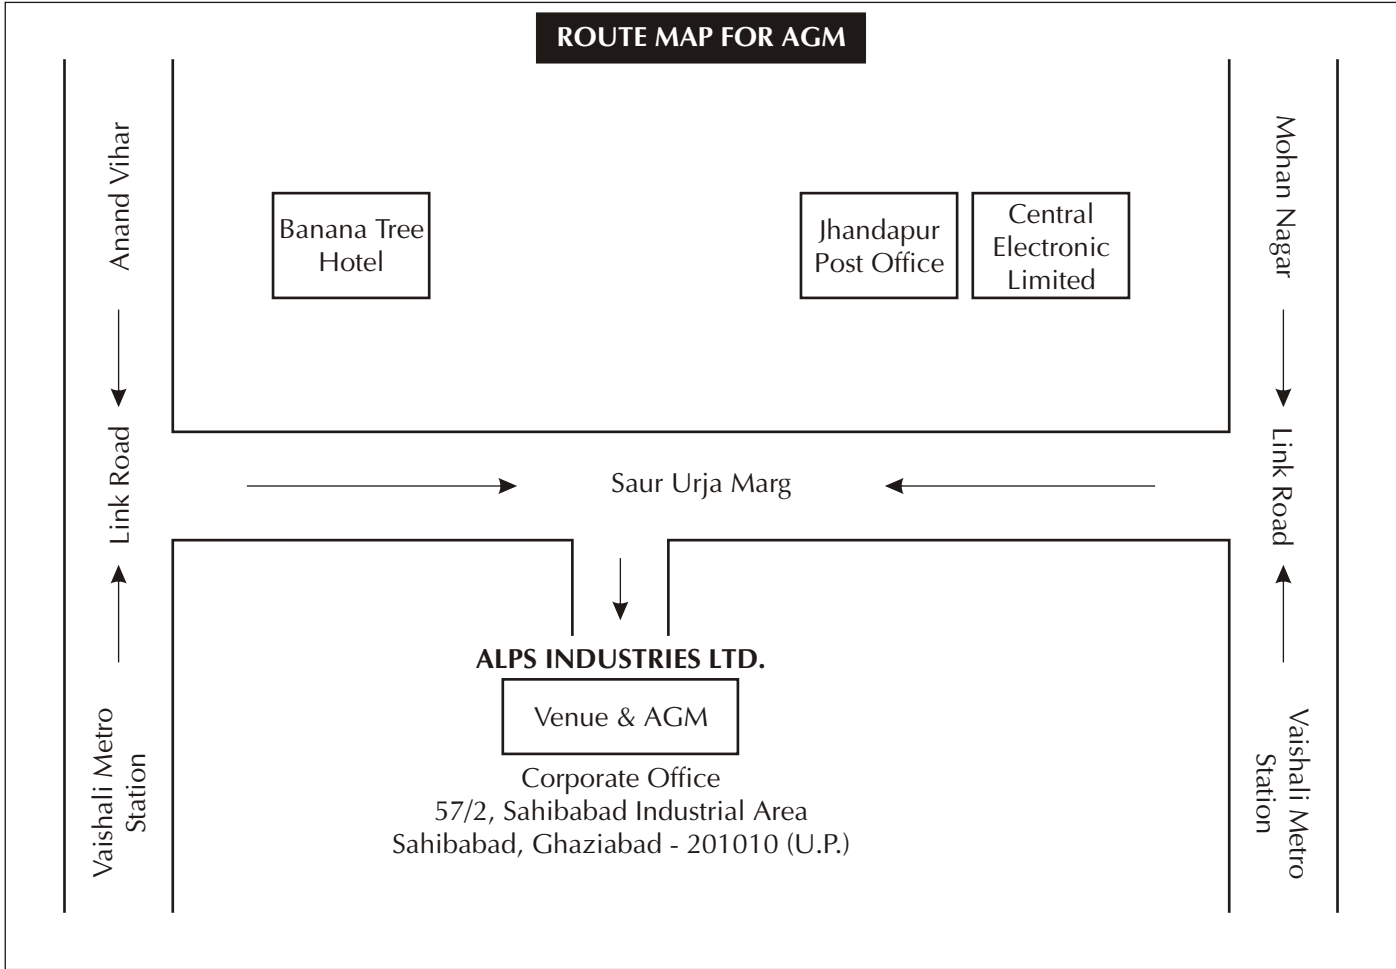 ROUTE MAP FOR AGM
Anand Vihar
Mohan Nagar
Banana Tree
Hotel
Jhandapur
Post Office
Central
Electronic
Limited
Link Road
Saur Urja Marg
Link Road
ALPS INDUSTRIES LTD.
Venue & AGM
Corporate Office
57/2, Sahibabad Industrial Area
Sahibabad, Ghaziabad - 201010 (U.P.)
Vaishali Metro
Station
Vaishali Metro
Station